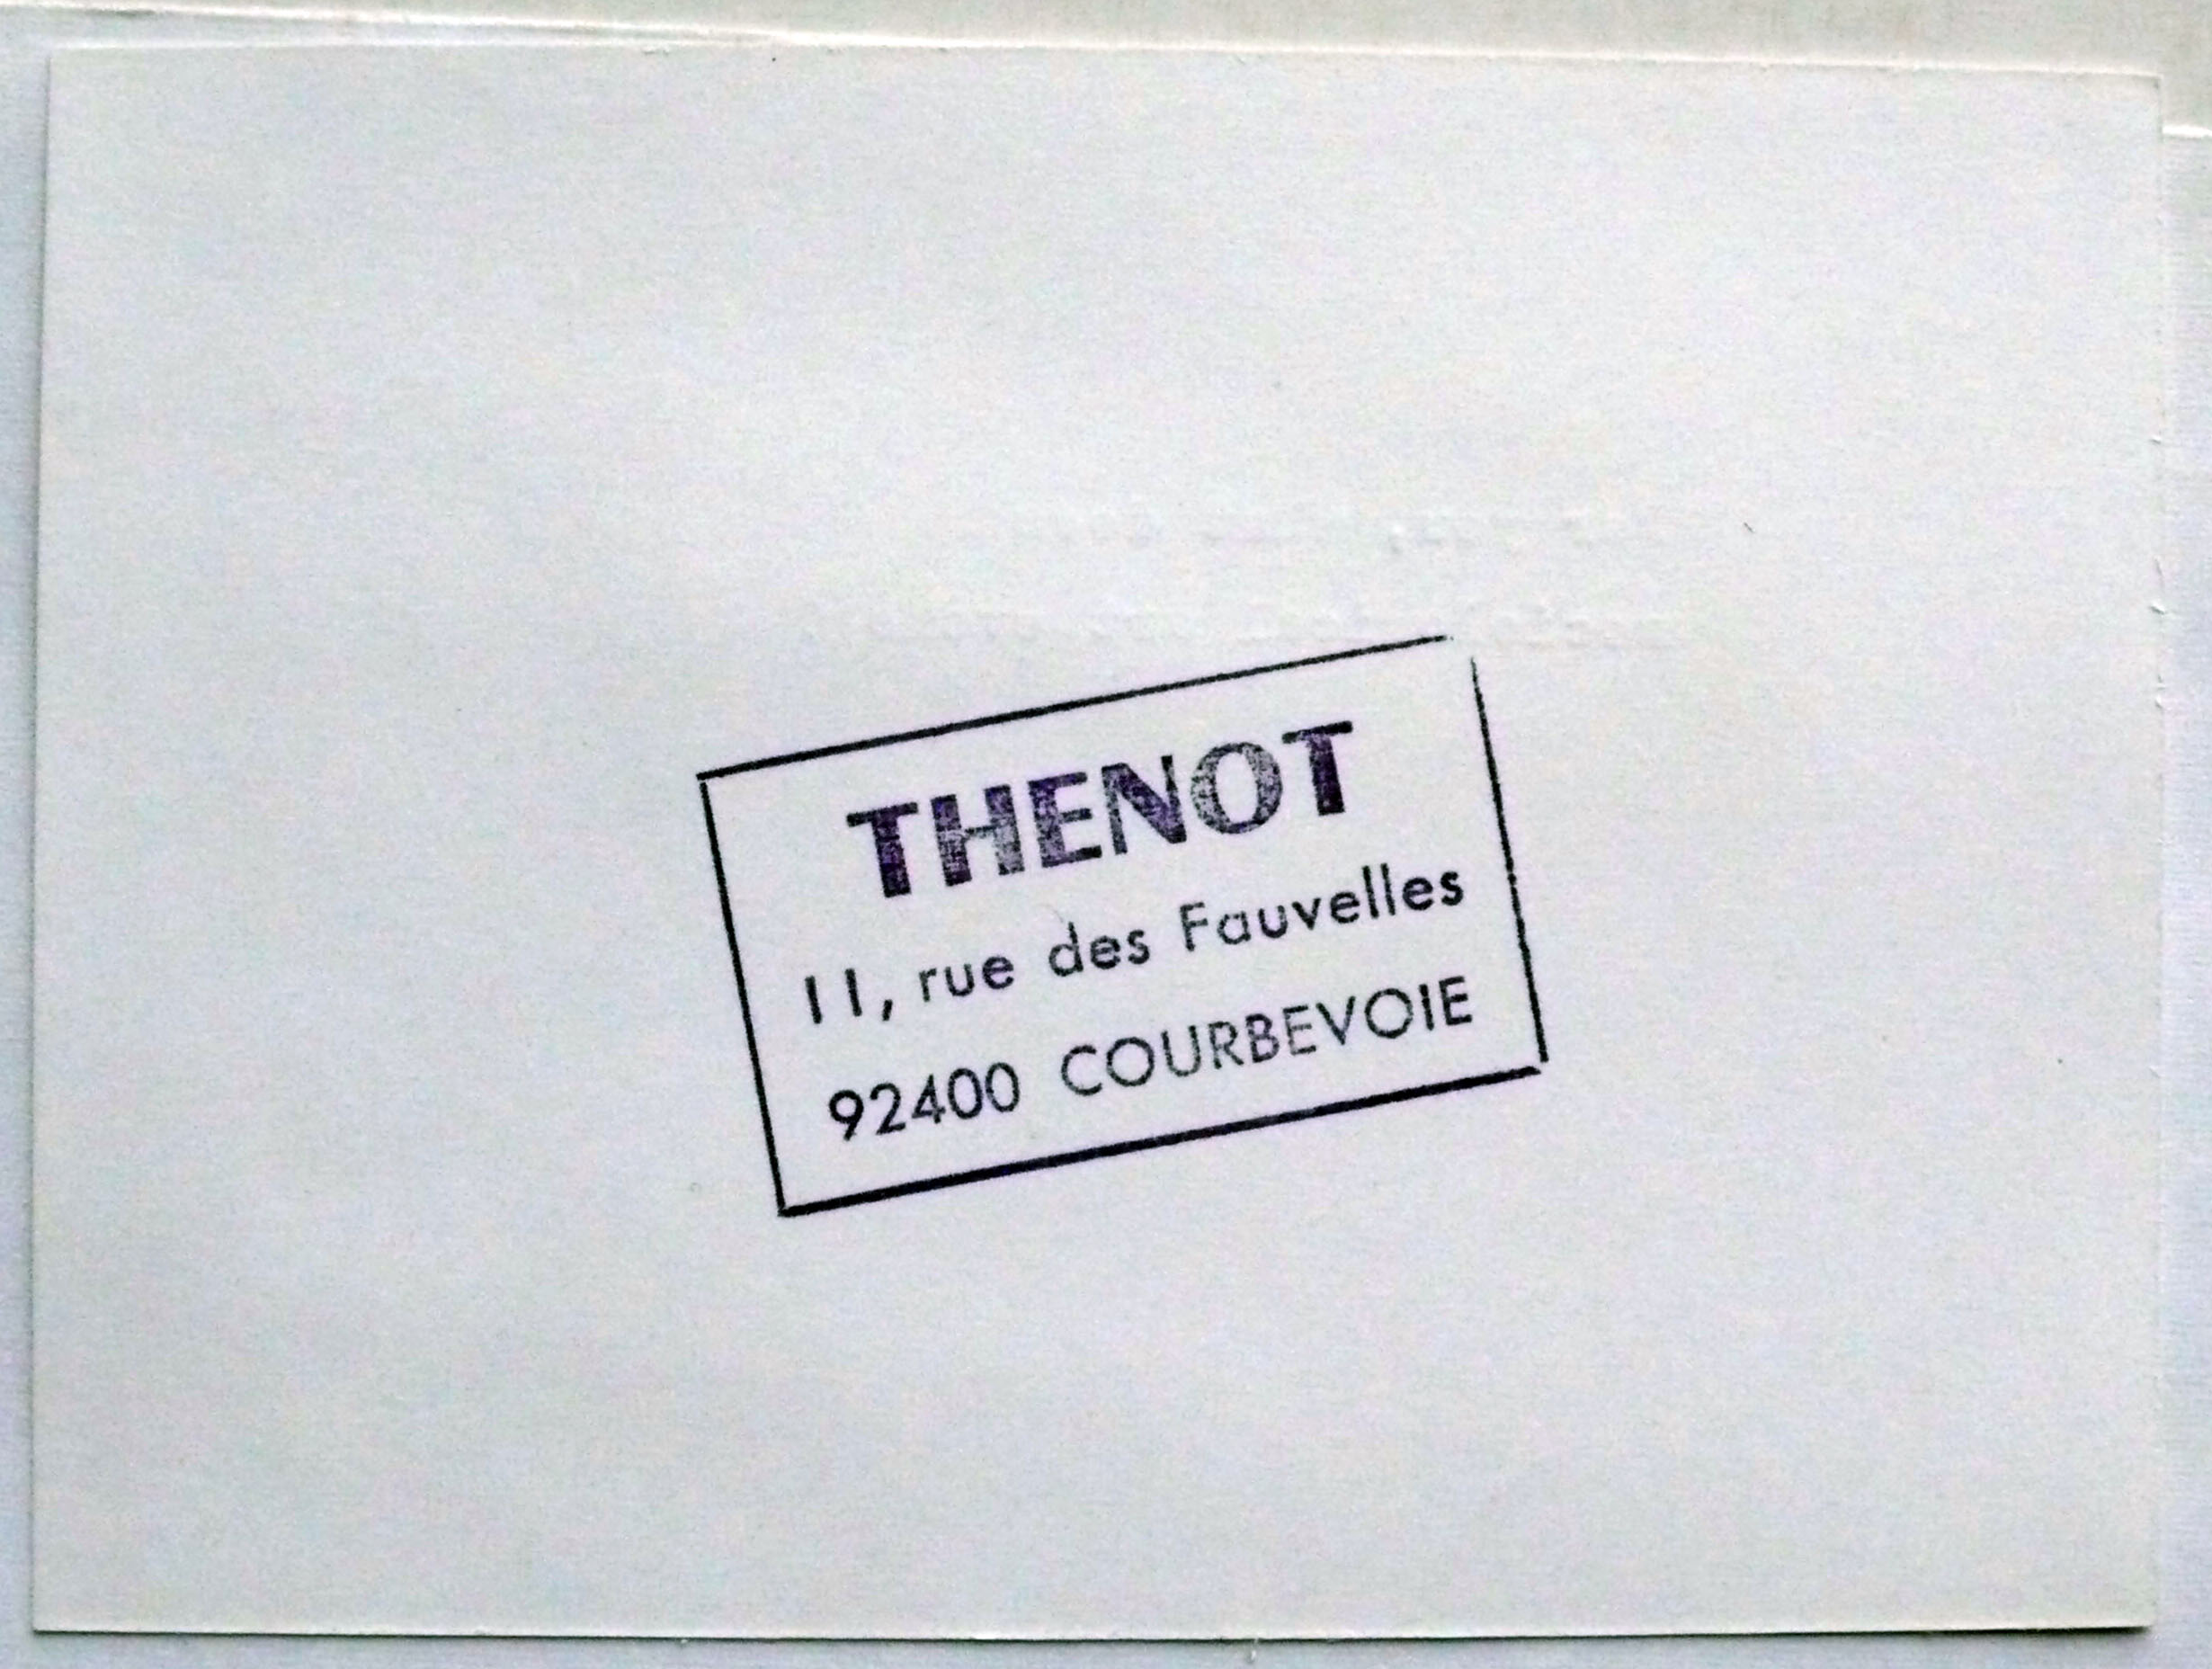 THENOT
11, rue des Fauvelles
92400 COURBEVOIE